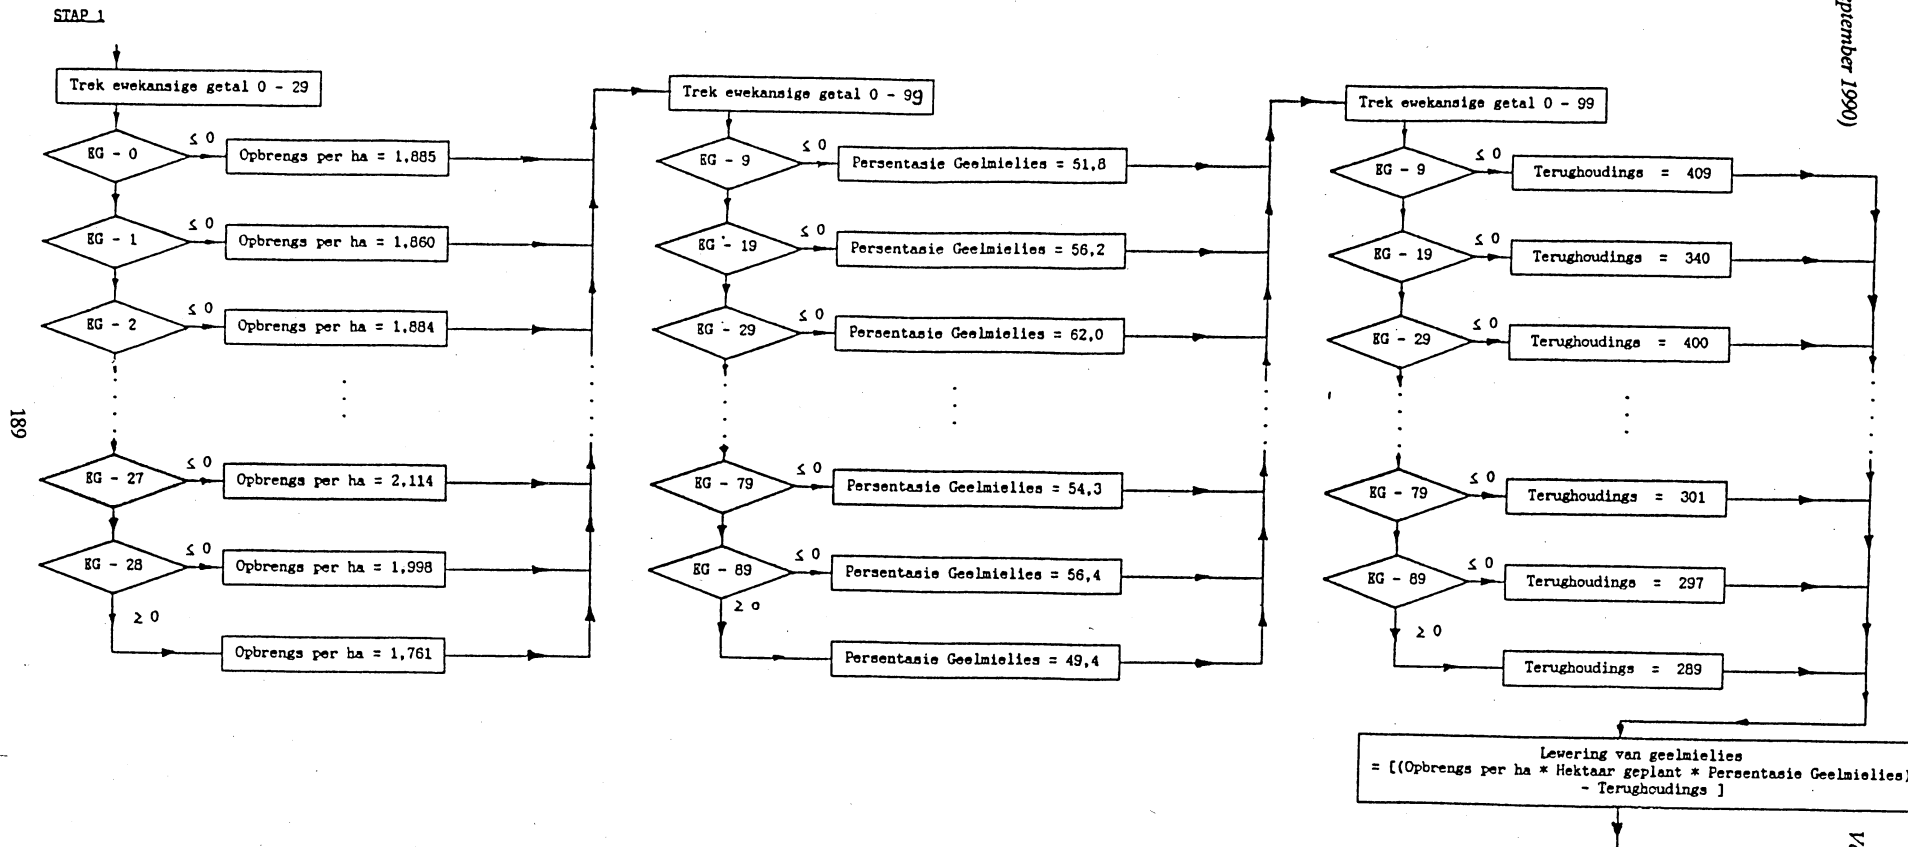 STAP 1
Trek ewekansige getal 0 - 29
EG - 0
≤ 0
Opbrengs per ha = 1,885
EG - 1
≤ 0
Opbrengs per ha = 1,860
EG - 2
≤ 0
Opbrengs per ha = 1,884
EG - 27
≤ 0
Opbrengs per ha = 2,114
EG - 28
≤ 0
Opbrengs per ha = 1,998
≥ 0
Opbrengs per ha = 1,761
Trek ewekansige getal 0 - 99
EG - 9
≤ 0
Persentasie Geelmielies = 51,8
EG - 19
≤ 0
Persentasie Geelmielies = 56,2
EG - 29
≤ 0
Persentasie Geelmielies = 62,0
EG - 79
≤ 0
Persentasie Geelmielies = 54,3
EG - 89
≤ 0
Persentasie Geelmielies = 56,4
≥ 0
Persentasie Geelmielies = 49,4
Trek ewekansige getal 0 - 99
EG - 9
≤ 0
Terughoudings = 409
EG - 19
≤ 0
Terughoudings = 340
EG - 29
≤ 0
Terughoudings = 400
EG - 79
≤ 0
Terughoudings = 301
EG - 89
≤ 0
Terughoudings = 297
≥ 0
Terughoudings = 289
Lewering van geelmielies
= [(Opbrengs per ha * Hektaar geplant * Persentasie Geelmielies)
- Terughoudings ]
189
ptember 1990)